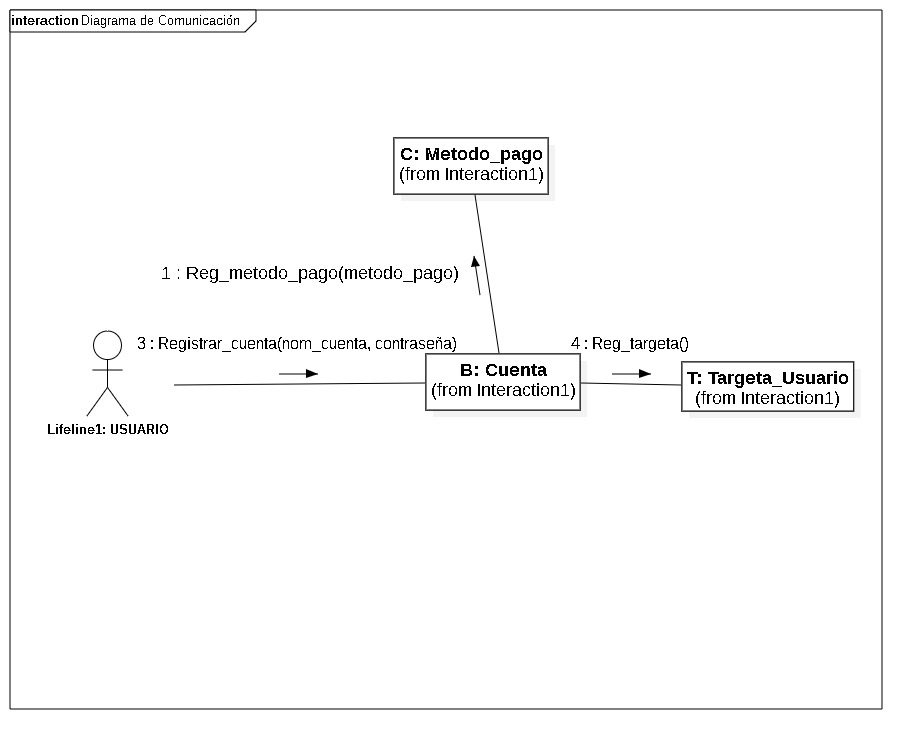 interaction Diagrama de Comunicación
C: Metodo_pago
(from Interaction1)
1 : Reg_metodo_pago(metodo_pago)
3 : Registrar_cuenta(nom_cuenta, contraseña)
4 : Reg_targeta()
B: Cuenta
(from Interaction1)
T: Targeta_Usuario
(from Interaction1)
Lifeline1: USUARIO